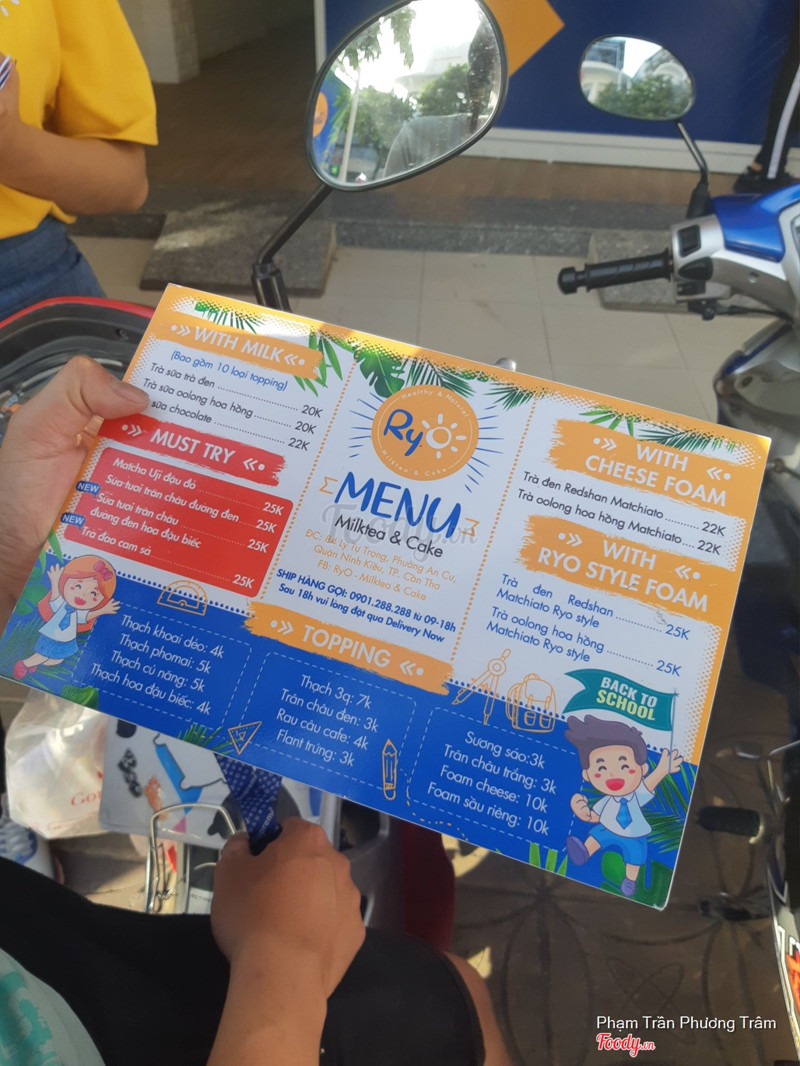 WITH MILK
(Bao gồm 10 loại topping)
Trà sữa trà đen 20K
Trà sữa oolong hoa hồng 20K
sữa chocolate 22K
MUST TRY
Matcha Uji đậu đỏ 25K
NEW
Sữa tươi trân châu đường đen 25K
Sữa tươi trân châu
đường đen hoa đậu biếc 25K
NEW
Trà đào cam sả 25K
Healthy & Natural
RyO
Milktea & Cake
MENU
Milktea & Cake
Lý Tự Trọng, Phường An Cư,
Quận Ninh Kiều, TP. Cần Thơ
FB: RyO - Milktea & Cake
SHIP HÀNG GỌI: 0901.288.288 từ 09-18h
Sau 18h vui lòng đặt qua Delivery Now
WITH
CHEESE FOAM
Trà đen Redshan Matchiato 22K
Trà oolong hoa hồng Matchiato 22K
WITH
RYO STYLE FOAM
Trà đen Redshan
Matchiato Ryo style 25K
Trà oolong hoa hồng
Matchiato Ryo style 25K
TOPPING
Thạch khoai dẻo: 4k
Thạch phomai: 5k
Thạch củ năng: 5k
Thạch hoa đậu biếc: 4k
Thạch 3q: 7k
Trân châu đen: 3k
Rau câu cafe: 4k
Flant trứng: 3k
Sương sáo:3k
Trân châu trắng: 3k
Foam cheese: 10k
Foam sầu riêng: 10k
BACK TO
SCHOOL
Foody.vn
Phạm Trần Phương Trâm
Foody.vn